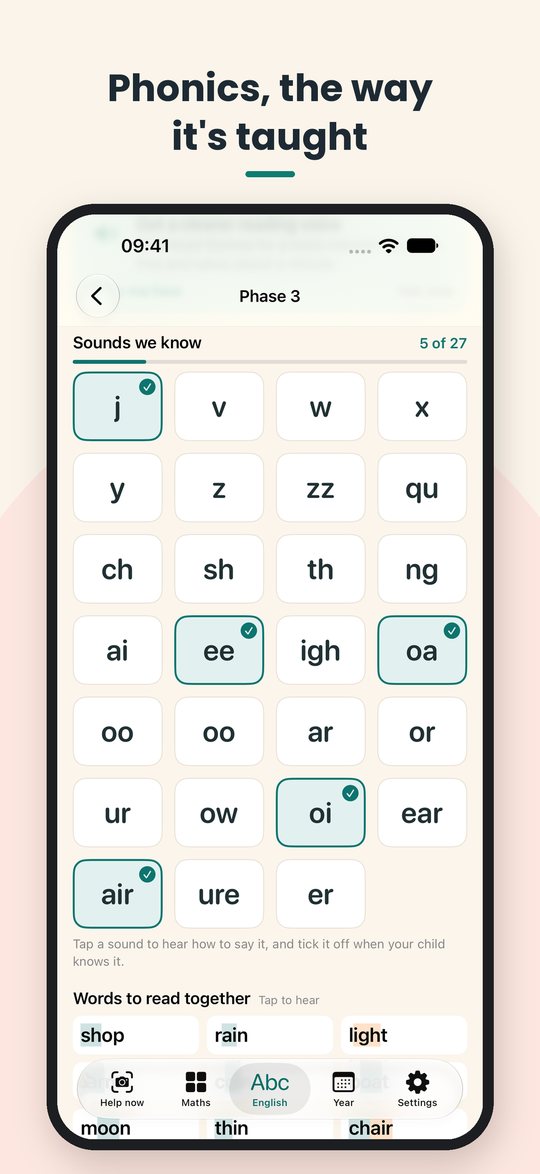 Phonics, the way
it's taught
09:41
Phase 3
Sounds we know 5 of 27
j v w x
y z zz qu
ch sh th ng
ai ee igh oa
oo oo ar or
ur ow oi ear
air ure er
Tap a sound to hear how to say it, and tick it off when your child
knows it.
Words to read together Tap to hear
shop rain light
Help now Maths Abc English Year Settings
moon thin chair